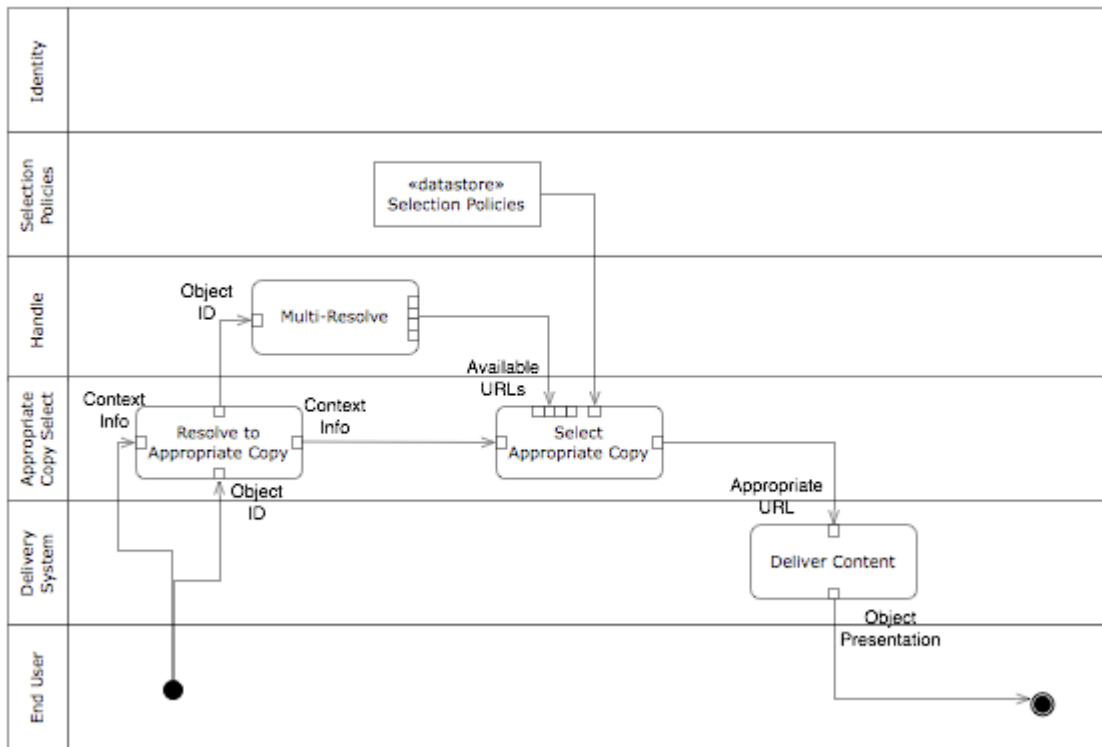 Identity
Selection
Policies
«datastore»
Selection Policies
Handle
Object
ID
Multi-Resolve
Available
URLs
Appropriate
Copy Select
Context
Info
Resolve to
Appropriate Copy
Context
Info
Select
Appropriate Copy
Object
ID
Appropriate
URL
Delivery
System
Deliver Content
Object
Presentation
End User